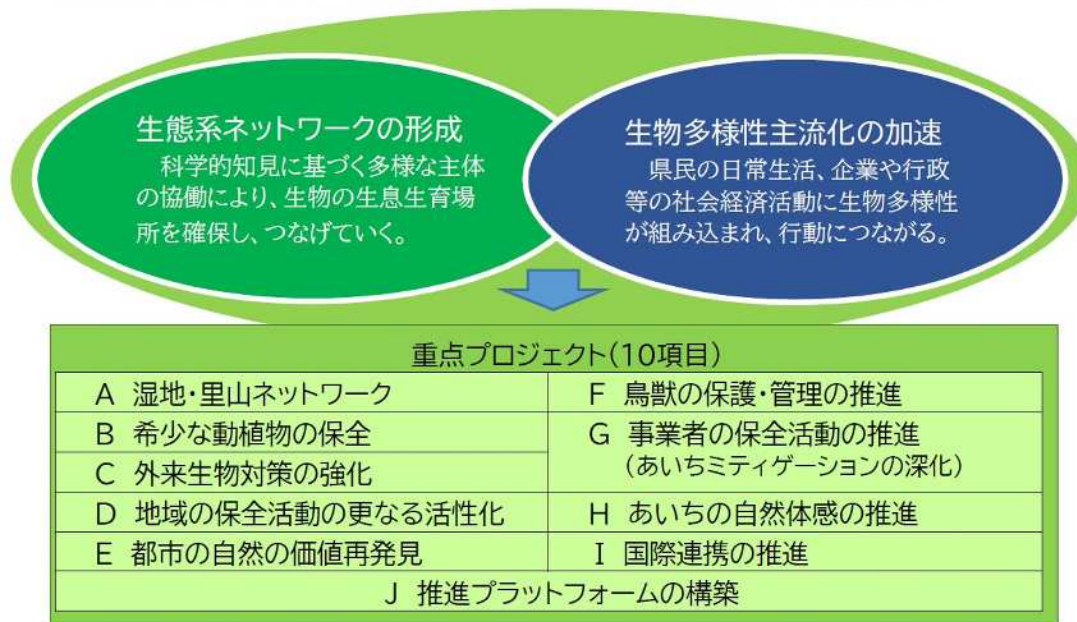 生態系ネットワークの形成
科学的知見に基づく多様な主体
の協働により、生物の生息生育場
所を確保し、つなげていく。
生物多様性主流化の加速
県民の日常生活、企業や行政
等の社会経済活動に生物多様性
が組み込まれ、行動につながる。
重点プロジェクト(10項目)
A 湿地・里山ネットワーク
B 希少な動植物の保全
C 外来生物対策の強化
D 地域の保全活動の更なる活性化
E 都市の自然の価値再発見
F 鳥獣の保護・管理の推進
G 事業者の保全活動の推進
(あいちミティゲーションの深化)
H あいちの自然体感の推進
I 国際連携の推進
J 推進プラットフォームの構築